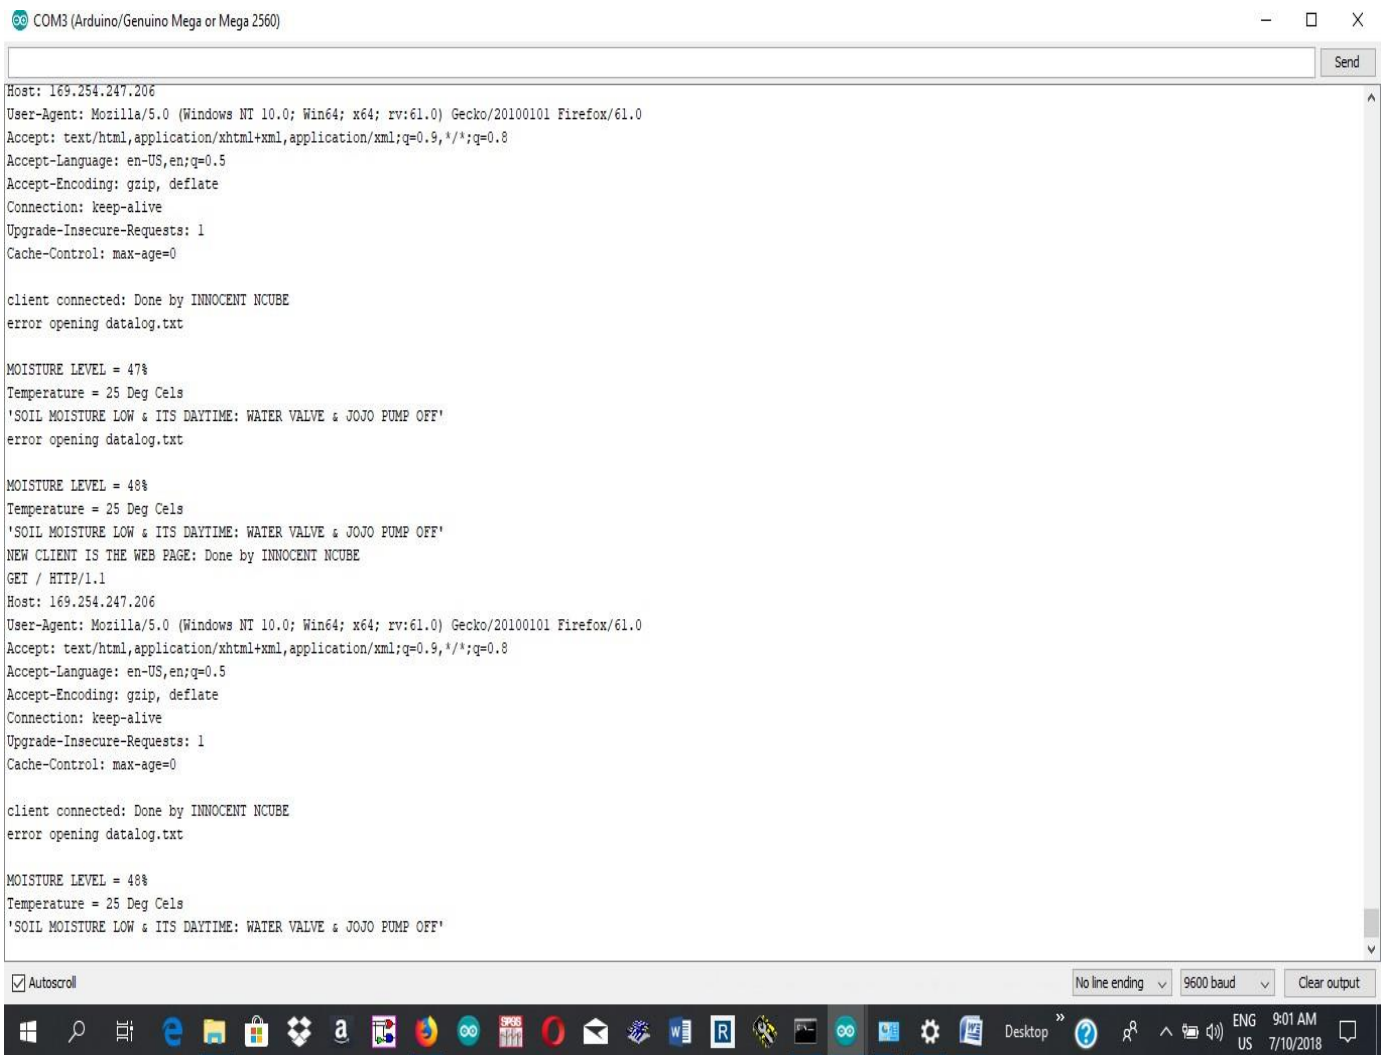 COM3 (Arduino/Genuino Mega or Mega 2560)
Send
Host: 169.254.247.206
User-Agent: Mozilla/5.0 (Windows NT 10.0; Win64; x64; rv:61.0) Gecko/20100101 Firefox/61.0
Accept: text/html,application/xhtml+xml,application/xml;q=0.9,*/*;q=0.8
Accept-Language: en-US,en;q=0.5
Accept-Encoding: gzip, deflate
Connection: keep-alive
Upgrade-Insecure-Requests: 1
Cache-Control: max-age=0
client connected: Done by INNOCENT NCUBE
error opening datalog.txt
MOISTURE LEVEL = 47%
Temperature = 25 Deg Cels
'SOIL MOISTURE LOW & ITS DAYTIME: WATER VALVE & JOJO PUMP OFF'
error opening datalog.txt
MOISTURE LEVEL = 48%
Temperature = 25 Deg Cels
'SOIL MOISTURE LOW & ITS DAYTIME: WATER VALVE & JOJO PUMP OFF'
NEW CLIENT IS THE WEB PAGE: Done by INNOCENT NCUBE
GET / HTTP/1.1
Host: 169.254.247.206
User-Agent: Mozilla/5.0 (Windows NT 10.0; Win64; x64; rv:61.0) Gecko/20100101 Firefox/61.0
Accept: text/html,application/xhtml+xml,application/xml;q=0.9,*/*;q=0.8
Accept-Language: en-US,en;q=0.5
Accept-Encoding: gzip, deflate
Connection: keep-alive
Upgrade-Insecure-Requests: 1
Cache-Control: max-age=0
client connected: Done by INNOCENT NCUBE
error opening datalog.txt
MOISTURE LEVEL = 48%
Temperature = 25 Deg Cels
'SOIL MOISTURE LOW & ITS DAYTIME: WATER VALVE & JOJO PUMP OFF'
Autoscroll
No line ending
9600 baud
Clear output
SPSS
Desktop
ENG
US
9:01 AM
7/10/2018